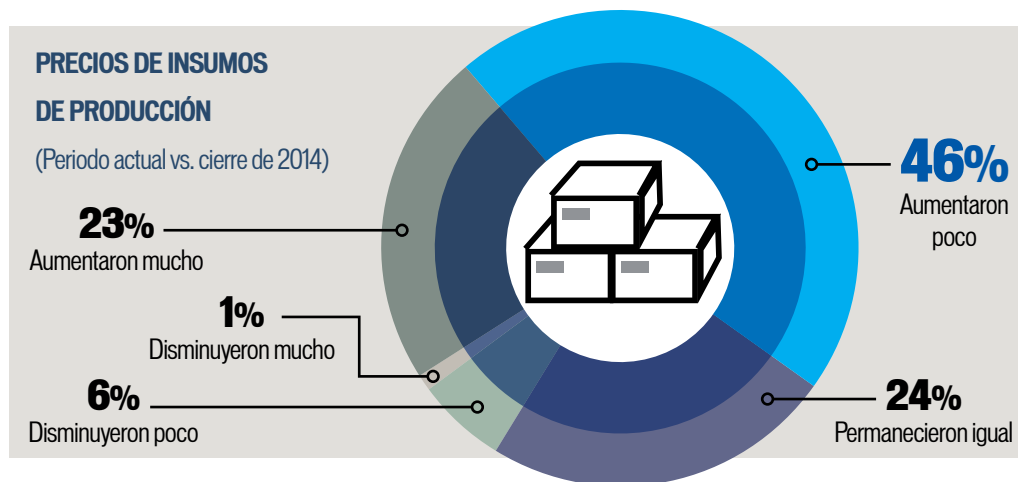 PRECIOS DE INSUMOS
DE PRODUCCIÓN
(Periodo actual vs. cierre de 2014)
46%
Aumentaron
poco
23%
Aumentaron mucho
1%
Disminuyeron mucho
6%
Disminuyeron poco
24%
Permanecieron igual